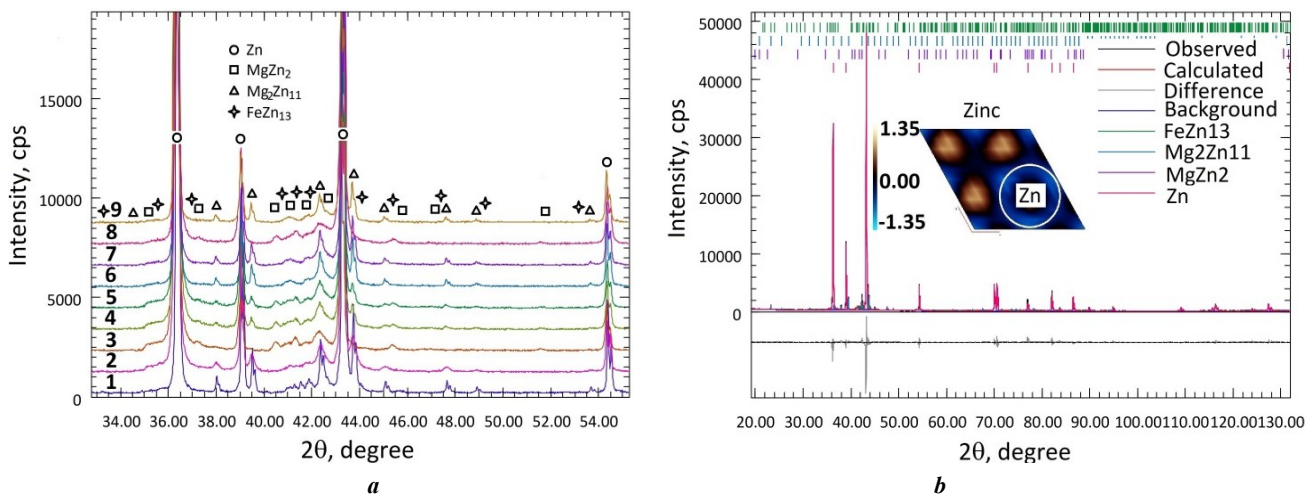 Intensity, cps
15000
10000
5000
0
Zn
MgZn2
Mg2Zn11
FeZn13
9
8
7
6
5
4
3
2
1
34.00 36.00 38.00 40.00 42.00 44.00 46.00 48.00 50.00 52.00 54.00
2θ, degree
a
Intensity, cps
50000
40000
30000
20000
10000
0
Observed
Calculated
Difference
Background
FeZn13
Mg2Zn11
MgZn2
Zn
Zinc
1.35
0.00
-1.35
Zn
20.00 30.00 40.00 50.00 60.00 70.00 80.00 90.00 100.00 110.00 120.00 130.00
2θ, degree
b